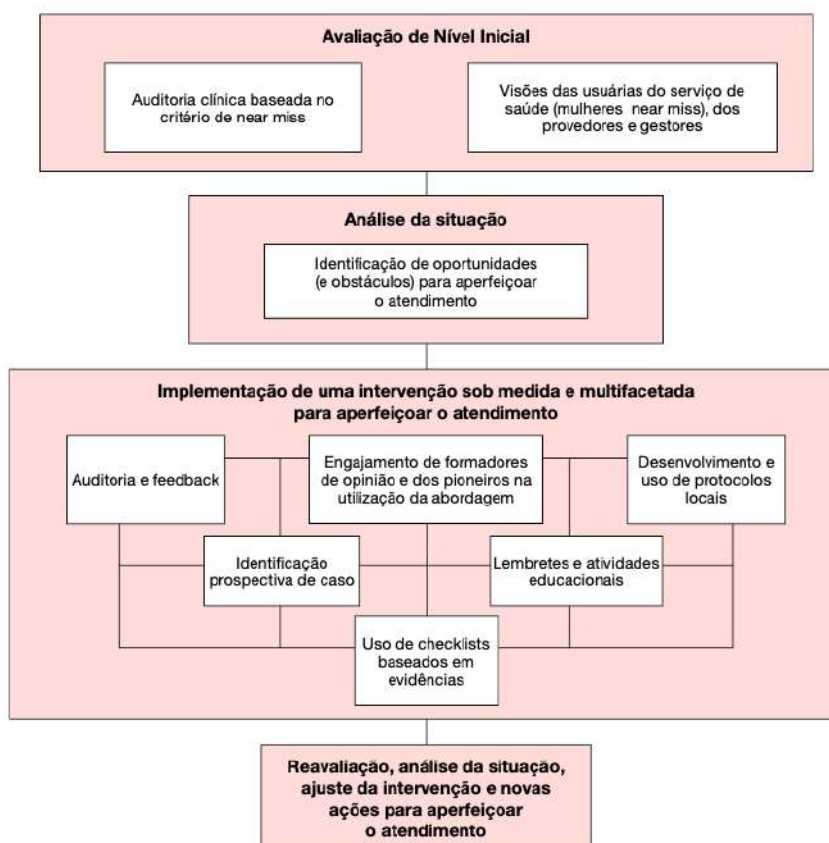 Avaliação de Nível Inicial
Auditoria clínica baseada no
critério de near miss
Visões das usuárias do serviço de
saúde (mulheres near miss), dos
provedores e gestores
Análise da situação
Identificação de oportunidades
(e obstáculos) para aperfeiçoar
o atendimento
Implementação de uma intervenção sob medida e multifacetada
para aperfeiçoar o atendimento
Auditoria e feedback
Engajamento de formadores
de opinião e dos pioneiros na
utilização da abordagem
Desenvolvimento e
uso de protocolos
locais
Identificação
prospectiva de caso
Lembretes e atividades
educacionais
Uso de checklists
baseados em
evidências
Reavaliação, análise da situação,
ajuste da intervenção e novas
ações para aperfeiçoar
o atendimento